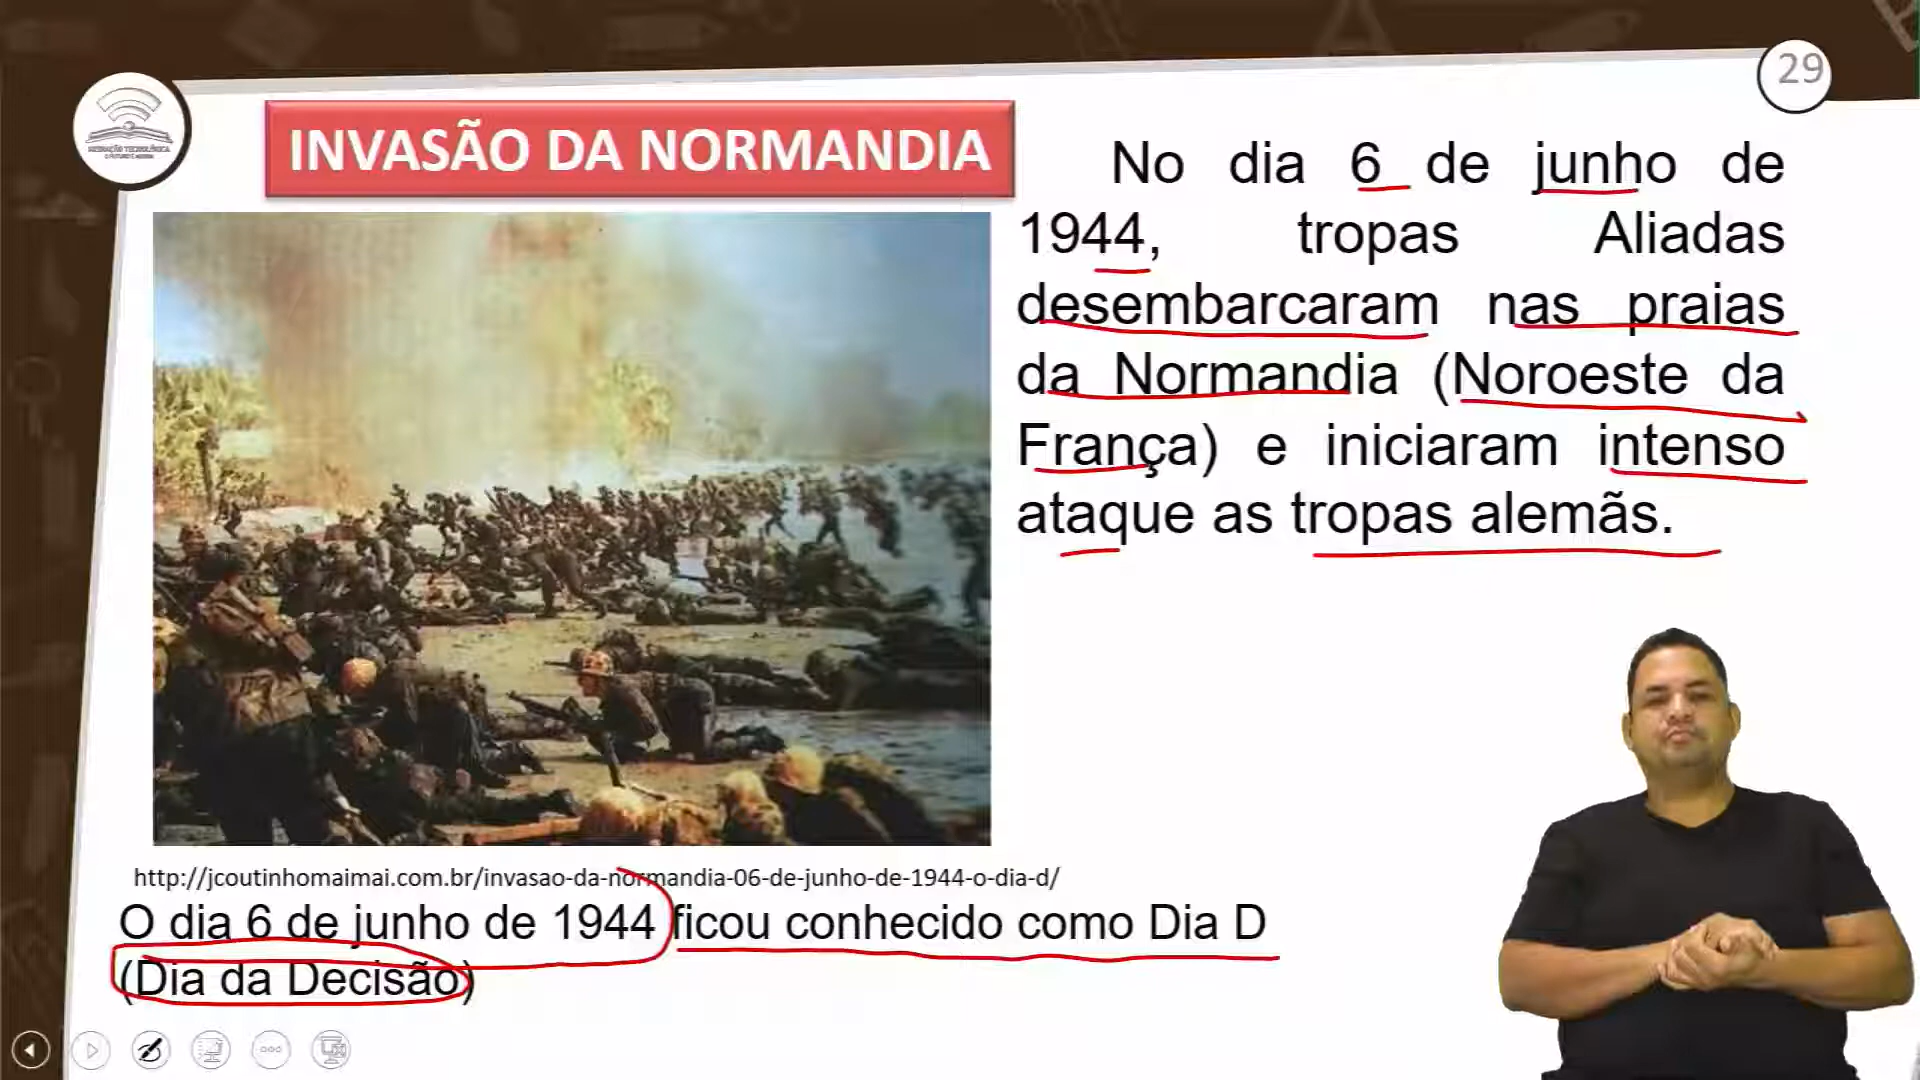 29
INVASÃO DA NORMANDIA
No dia 6 de junho de
1944, tropas Aliadas
desembarcaram nas praias
da Normandia (Noroeste da
França) e iniciaram intenso
ataque as tropas alemãs.
http://jcoutinhomaimai.com.br/invasao-da-normandia-06-de-junho-de-1944-o-dia-d/
O dia 6 de junho de 1944 ficou conhecido como Dia D
(Dia da Decisão)